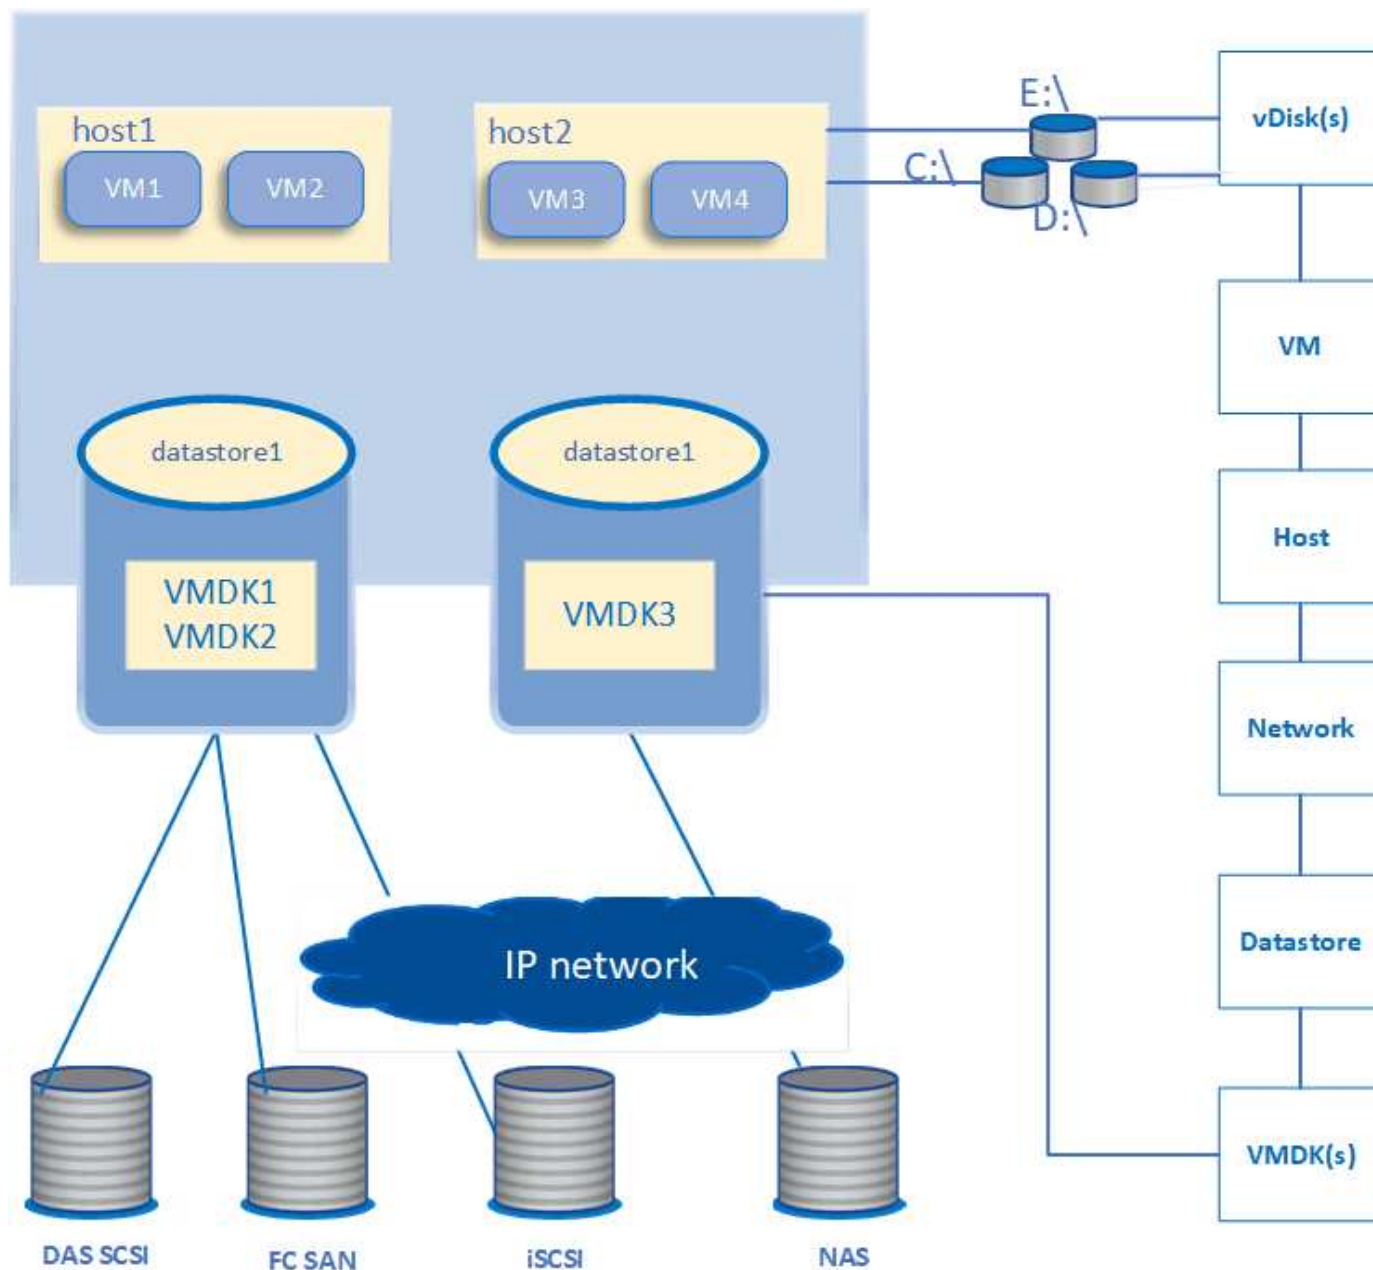 host1
VM1
VM2
host2
VM3
VM4
E:\
C:\
D:\
vDisk(s)
VM
Host
Network
Datastore
VMDK(s)
datastore1
VMDK1
VMDK2
datastore1
VMDK3
IP network
DAS SCSI
FC SAN
iSCSI
NAS